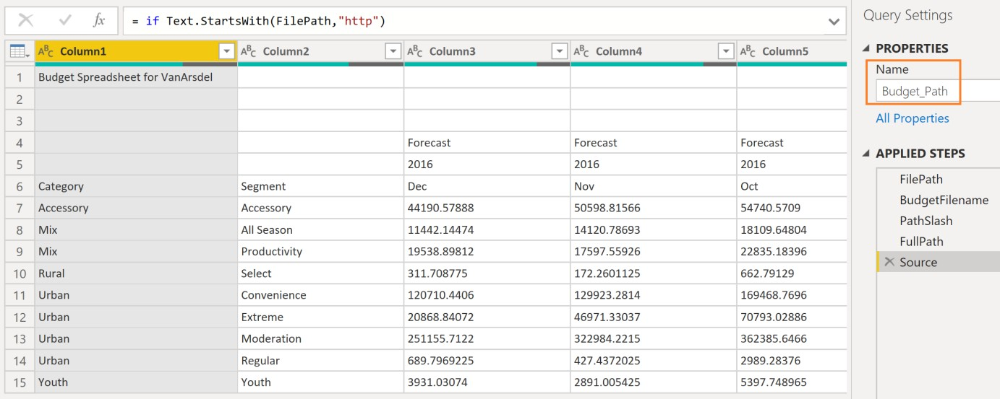 fx = if Text.StartsWith(FilePath,"http")
ABC Column1 ABC Column2 ABC Column3 ABC Column4 ABC Column5
1 Budget Spreadsheet for VanArsdel
2
3
4 Forecast Forecast Forecast
5 2016 2016 2016
6 Category Segment Dec Nov Oct
7 Accessory Accessory 44190.57888 50598.81566 54740.5709
8 Mix All Season 11442.14474 14120.78693 18109.64804
9 Mix Productivity 19538.89812 17597.55926 22835.18396
10 Rural Select 311.708775 172.2601125 662.79129
11 Urban Convenience 120710.4406 129923.2814 169468.7696
12 Urban Extreme 20868.84072 46971.33037 70793.02886
13 Urban Moderation 251155.7122 322984.2215 362385.6466
14 Urban Regular 689.7969225 427.4372025 2989.28376
15 Youth Youth 3931.03074 2891.005425 5397.748965
Query Settings
PROPERTIES
Name
Budget_Path
All Properties
APPLIED STEPS
FilePath
BudgetFilename
PathSlash
FullPath
Source